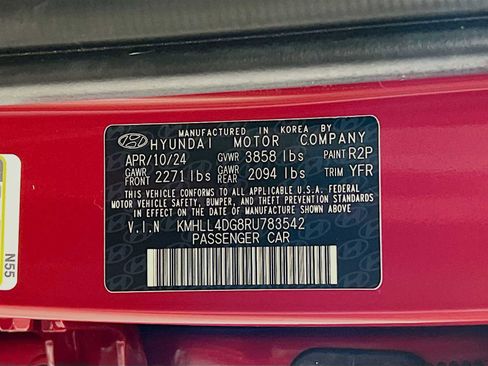 MANUFACTURED IN KOREA BY
HYUNDAI MOTOR COMPANY
APR/10/24 GVWR 3858 lbs PAINT R2P
GAWR FRONT 2271 lbs GAWR REAR 2094 lbs TRIM YFR
THIS VEHICLE CONFORMS TO ALL APPLICABLE U.S.A. FEDERAL
MOTOR VEHICLE SAFETY, BUMPER, AND THEFT PREVENTION STANDARDS
IN EFFECT ON THE DATE OF MANUFACTURE SHOWN ABOVE.
V.I.N KMHLL4DG8RU783542
PASSENGER CAR
N55